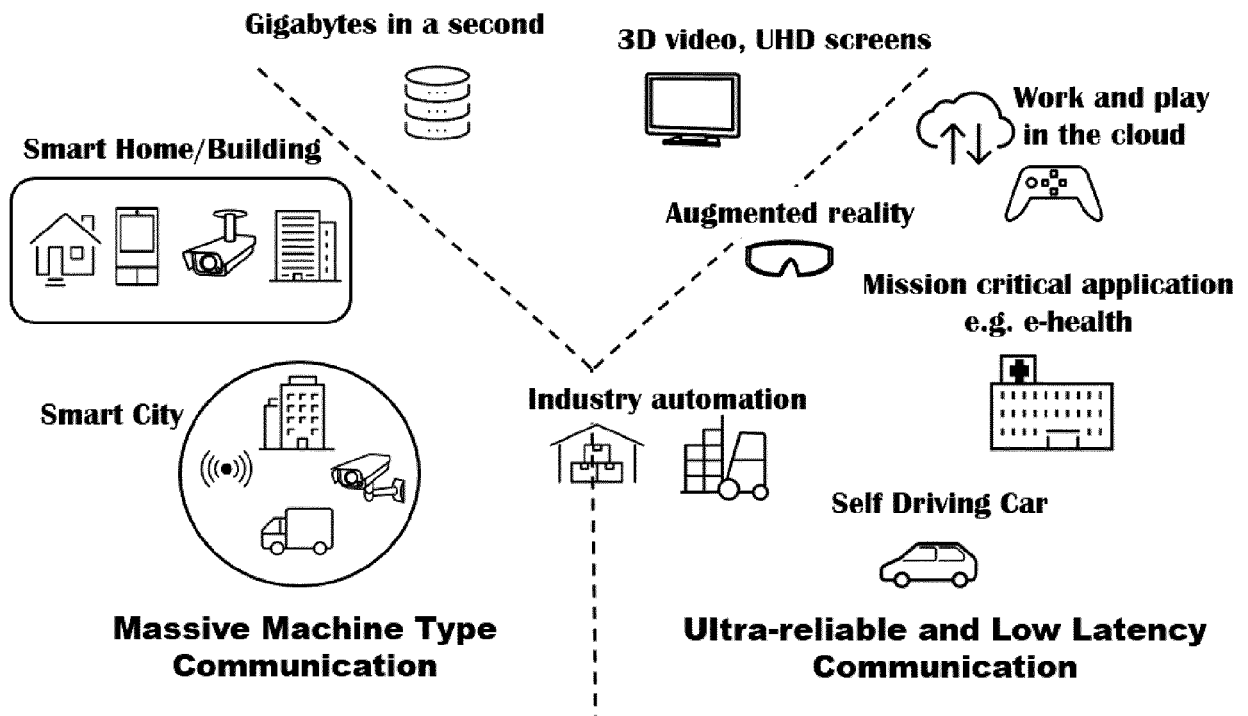 Gigabytes in a second
3D video, UHD screens
Work and play
in the cloud
Smart Home/Building
Augmented reality
Mission critical application
e.g. e-health
Smart City
Industry automation
Self Driving Car
Massive Machine Type
Communication
Ultra-reliable and Low Latency
Communication